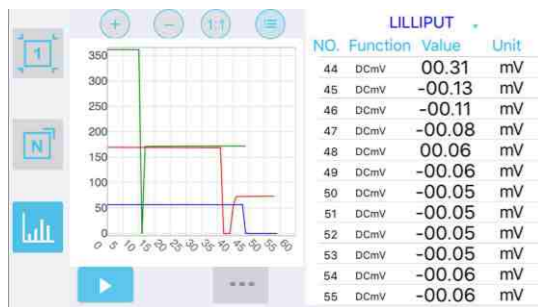 + − 1:1
LILLIPUT
NO. Function Value Unit
44 DCmV 00.31 mV
45 DCmV -00.13 mV
46 DCmV -00.11 mV
47 DCmV -00.08 mV
48 DCmV 00.06 mV
49 DCmV -00.06 mV
50 DCmV -00.05 mV
51 DCmV -00.05 mV
52 DCmV -00.05 mV
53 DCmV -00.05 mV
54 DCmV -00.06 mV
55 DCmV -00.06 mV
1
N
350
300
250
200
150
100
50
0
0 5 10 15 20 25 30 35 40 45 50 55 60